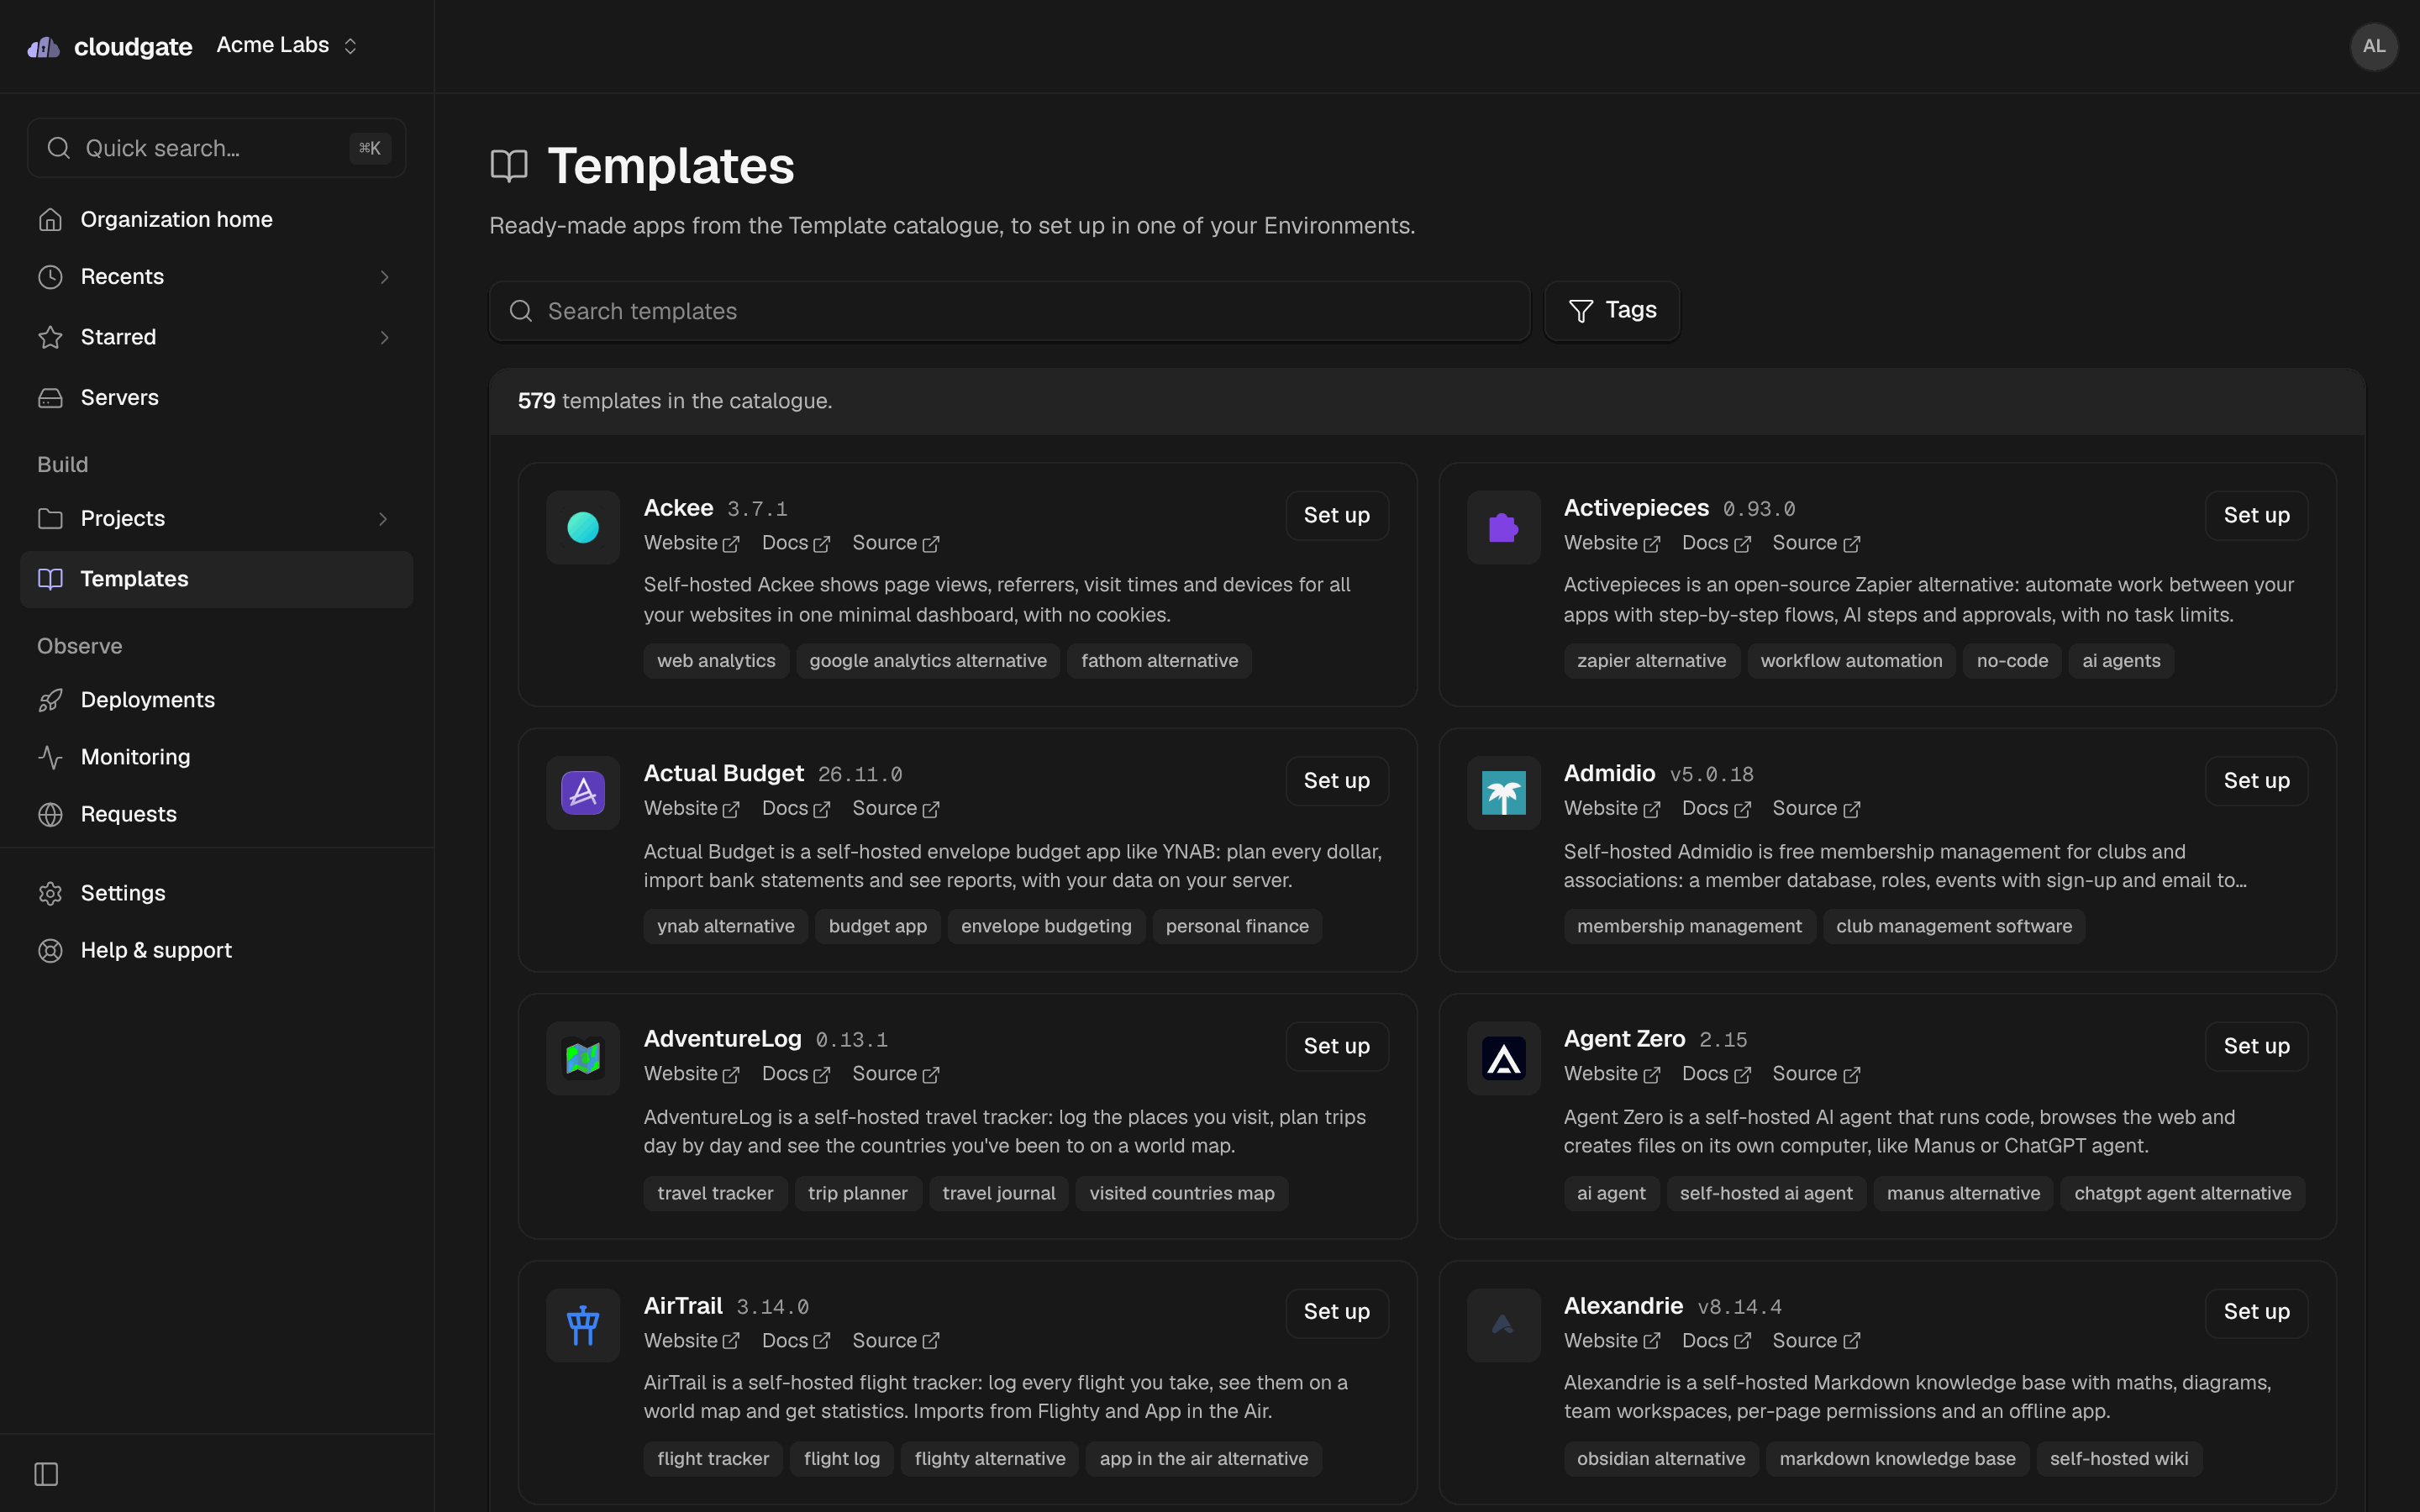 cloudgate Acme Labs
AL
Quick search... ⌘K
Organization home
Recents
Starred
Servers
Build
Projects
Templates
Observe
Deployments
Monitoring
Requests
Settings
Help & support
Templates
Ready-made apps from the Template catalogue, to set up in one of your Environments.
Search templates
Tags
579 templates in the catalogue.
Ackee 3.7.1
Set up
Website Docs Source
Self-hosted Ackee shows page views, referrers, visit times and devices for all
your websites in one minimal dashboard, with no cookies.
web analytics google analytics alternative fathom alternative
Activepieces 0.93.0
Set up
Website Docs Source
Activepieces is an open-source Zapier alternative: automate work between your
apps with step-by-step flows, AI steps and approvals, with no task limits.
zapier alternative workflow automation no-code ai agents
Actual Budget 26.11.0
Set up
Website Docs Source
Actual Budget is a self-hosted envelope budget app like YNAB: plan every dollar,
import bank statements and see reports, with your data on your server.
ynab alternative budget app envelope budgeting personal finance
Admidio v5.0.18
Set up
Website Docs Source
Self-hosted Admidio is free membership management for clubs and
associations: a member database, roles, events with sign-up and email to...
membership management club management software
AdventureLog 0.13.1
Set up
Website Docs Source
AdventureLog is a self-hosted travel tracker: log the places you visit, plan trips
day by day and see the countries you've been to on a world map.
travel tracker trip planner travel journal visited countries map
Agent Zero 2.15
Set up
Website Docs Source
Agent Zero is a self-hosted AI agent that runs code, browses the web and
creates files on its own computer, like Manus or ChatGPT agent.
ai agent self-hosted ai agent manus alternative chatgpt agent alternative
AirTrail 3.14.0
Set up
Website Docs Source
AirTrail is a self-hosted flight tracker: log every flight you take, see them on a
world map and get statistics. Imports from Flighty and App in the Air.
flight tracker flight log flighty alternative app in the air alternative
Alexandrie v8.14.4
Set up
Website Docs Source
Alexandrie is a self-hosted Markdown knowledge base with maths, diagrams,
team workspaces, per-page permissions and an offline app.
obsidian alternative markdown knowledge base self-hosted wiki